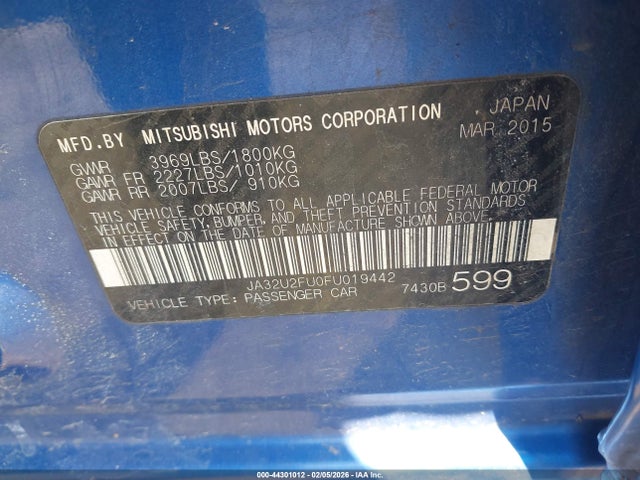 MFD.BY MITSUBISHI MOTORS CORPORATION JAPAN
MAR 2015
GVWR 3969LBS/1800KG
GAWR FR 2227LBS/1010KG
GAWR RR 2007LBS/ 910KG
THIS VEHICLE CONFORMS TO ALL APPLICABLE FEDERAL MOTOR
VEHICLE SAFETY, BUMPER, AND THEFT PREVENTION STANDARDS
IN EFFECT ON THE DATE OF MANUFACTURE SHOWN ABOVE.
JA32U2FU0FU019442
VEHICLE TYPE: PASSENGER CAR 7430B 599
000-44301012 - 02/05/2026 - IAA Inc.